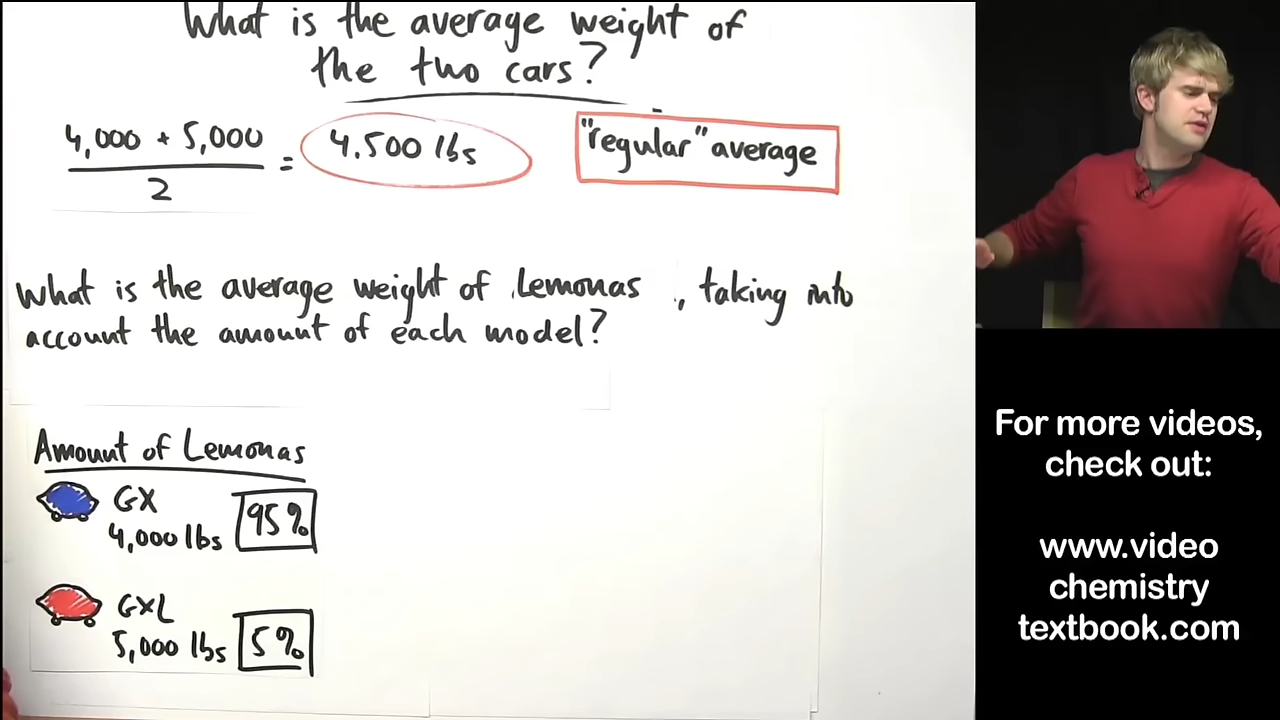 What is the average weight of
the two cars?
4,000 + 5,000
2
=
4.500 lbs
"regular" average
What is the average weight of Lemonas , taking into
account the amount of each model?
Amount of Lemonas
GX
4,000 lbs
95%
GXL
5,000 lbs
5%
For more videos,
check out:
www.video
chemistry
textbook.com